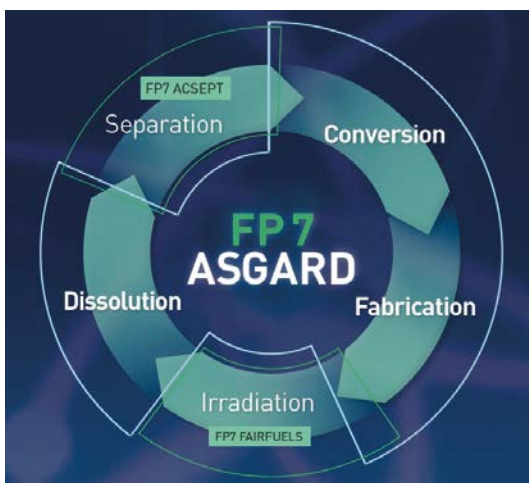 FP7 ACSEPT
Separation
Conversion
FP7
ASGARD
Dissolution
Fabrication
Irradiation
FP7 FAIRFUELS